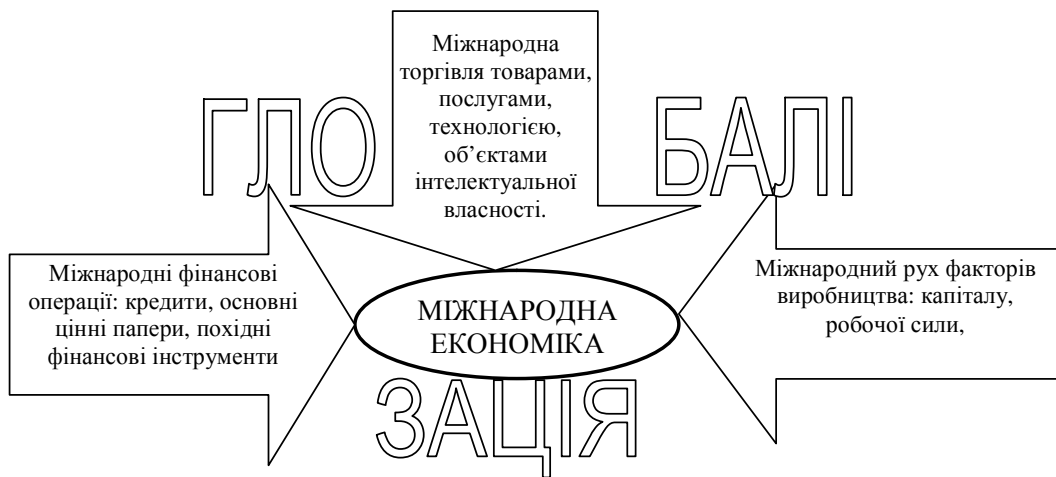 Міжнародна
торгівля товарами,
послугами,
технологією,
об’єктами
інтелектуальної
власності.
ГЛО
БАЛІ
Міжнародні фінансові
операції: кредити, основні
цінні папери, похідні
фінансові інструменти
МІЖНАРОДНА
ЕКОНОМІКА
Міжнародний рух факторів
виробництва: капіталу,
робочої сили,
ЗАЦІЯ